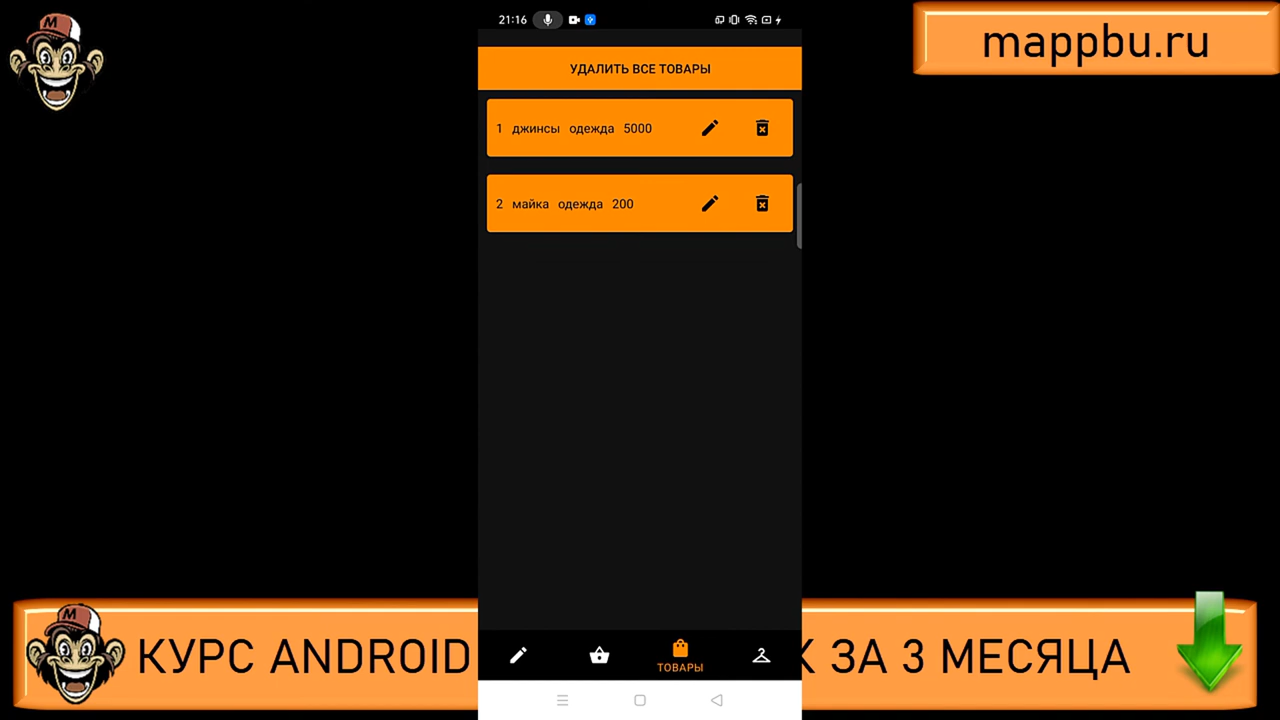 M
21:16
mappbu.ru
УДАЛИТЬ ВСЕ ТОВАРЫ
1 джинсы одежда 5000
2 майка одежда 200
M
КУРС ANDROID
К ЗА 3 МЕСЯЦА
ТОВАРЫ